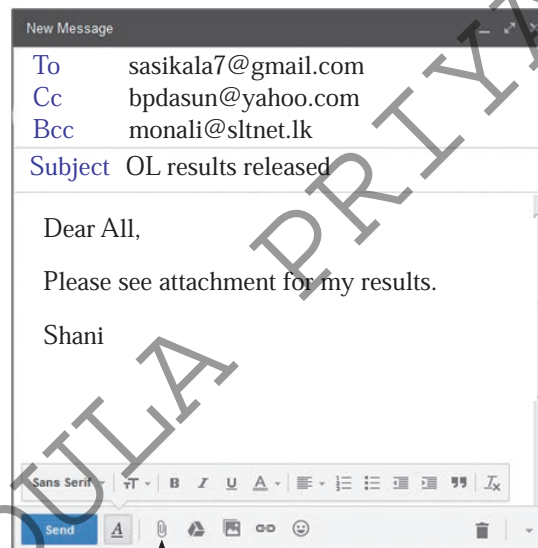 New Message
To sasikala7@gmail.com
Cc bpdasun@yahoo.com
Bcc monali@sltnet.lk
Subject OL results released
Dear All,
Please see attachment for my results.
Shani
Sans Serif
Send